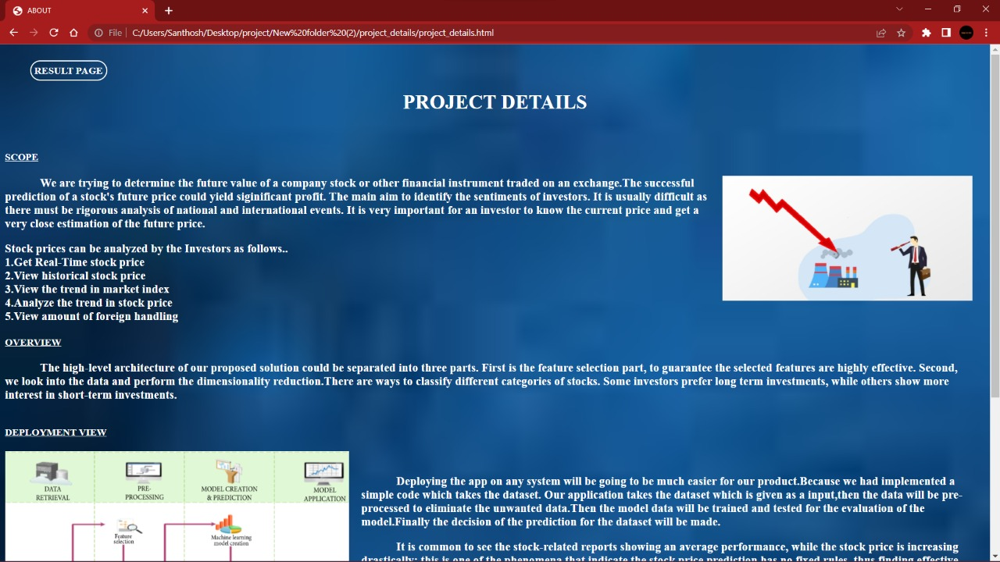 ABOUT
File
C:/Users/Santhosh/Desktop/project/New%20folder%20(2)/project_details/project_details.html
RESULT PAGE
PROJECT DETAILS
SCOPE
We are trying to determine the future value of a company stock or other financial instrument traded on an exchange.The successful
prediction of a stock's future price could yield siginificant profit. The main aim to identify the sentiments of investors. It is usually difficult as
there must be rigorous analysis of national and international events. It is very important for an investor to know the current price and get a
very close estimation of the future price.
Stock prices can be analyzed by the Investors as follows..
1.Get Real-Time stock price
2.View historical stock price
3.View the trend in market index
4.Analyze the trend in stock price
5.View amount of foreign handling
OVERVIEW
The high-level architecture of our proposed solution could be separated into three parts. First is the feature selection part, to guarantee the selected features are highly effective. Second,
we look into the data and perform the dimensionality reduction.There are ways to classify different categories of stocks. Some investors prefer long term investments, while others show more
interest in short-term investments.
DEPLOYMENT VIEW
DATA
RETRIEVAL
PRE-
PROCESSING
MODEL CREATION
& PREDICTION
MODEL
APPLICATION
Feature
selection
Machine learning
model creation
Deploying the app on any system will be going to be much easier for our product.Because we had implemented a
simple code which takes the dataset. Our application takes the dataset which is given as a input,then the data will be pre-
processed to eliminate the unwanted data.Then the model data will be trained and tested for the evaluation of the
model.Finally the decision of the prediction for the dataset will be made.
It is common to see the stock-related reports showing an average performance, while the stock price is increasing
drastically; this is one of the phenomena that indicate the stock price prediction has no fixed rules, thus finding effective